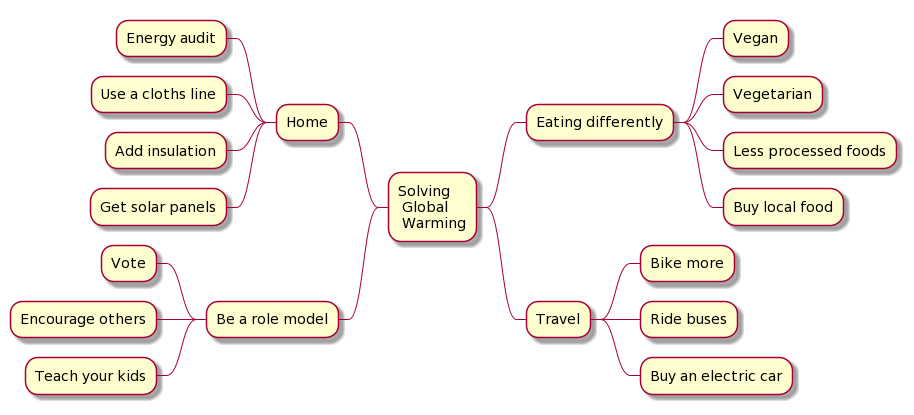 Solving
Global
Warming
Eating differently
Vegan
Vegetarian
Less processed foods
Buy local food
Travel
Bike more
Ride buses
Buy an electric car
Home
Energy audit
Use a cloths line
Add insulation
Get solar panels
Be a role model
Vote
Encourage others
Teach your kids